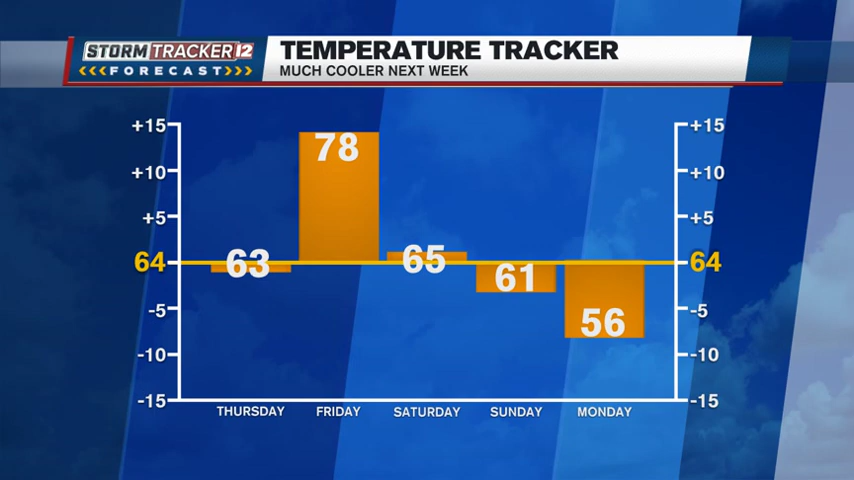 STORM TRACKER 12
<<<FORECAST>>>
TEMPERATURE TRACKER
MUCH COOLER NEXT WEEK
+15 +15
78
+10 +10
+5 +5
64 63 65 64
61
-5 56 -5
-10 -10
-15 -15
THURSDAY FRIDAY SATURDAY SUNDAY MONDAY